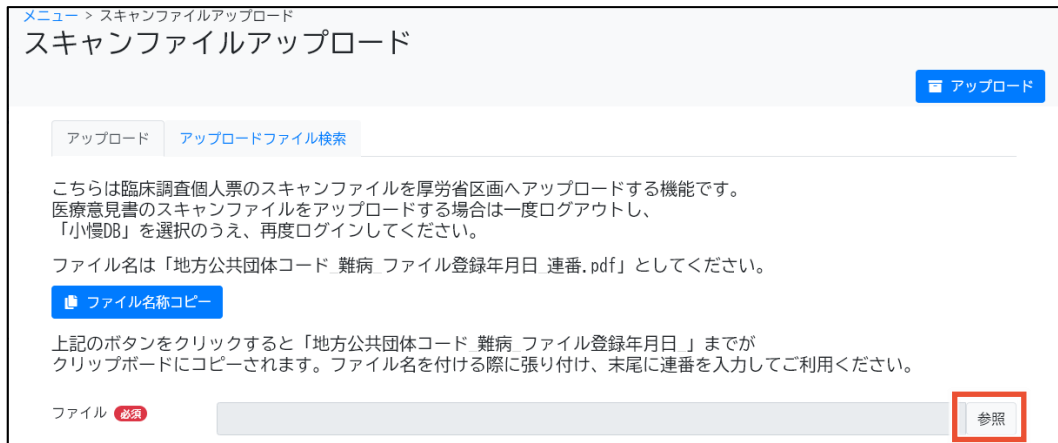 メニュー > スキャンファイルアップロード
スキャンファイルアップロード
アップロード
アップロード アップロードファイル検索
こちらは臨床調査個人票のスキャンファイルを厚労省区画へアップロードする機能です。
医療意見書のスキャンファイルをアップロードする場合は一度ログアウトし、
「小慢DB」を選択のうえ、再度ログインしてください。
ファイル名は「地方公共団体コード_難病_ファイル登録年月日_連番.pdf」としてください。
ファイル名称コピー
上記のボタンをクリックすると「地方公共団体コード_難病_ファイル登録年月日_」までが
クリップボードにコピーされます。ファイル名を付ける際に張り付け、末尾に連番を入力してご利用ください。
ファイル 必須 参照